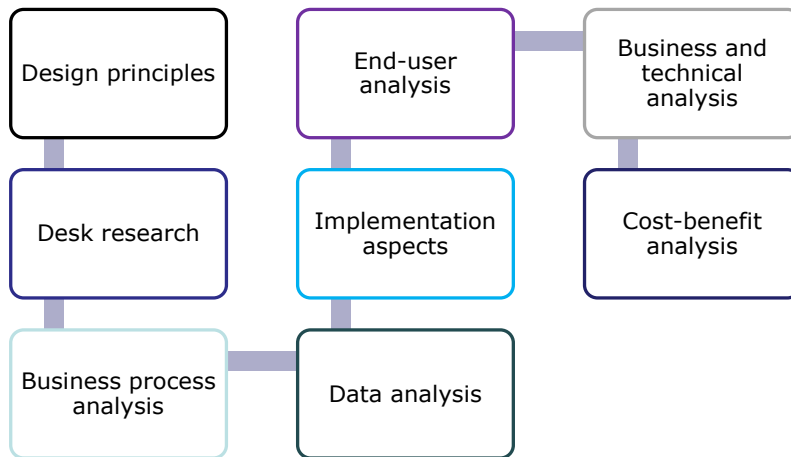 Design principles
Desk research
Business process
analysis
Data analysis
Implementation
aspects
End-user
analysis
Business and
technical
analysis
Cost-benefit
analysis